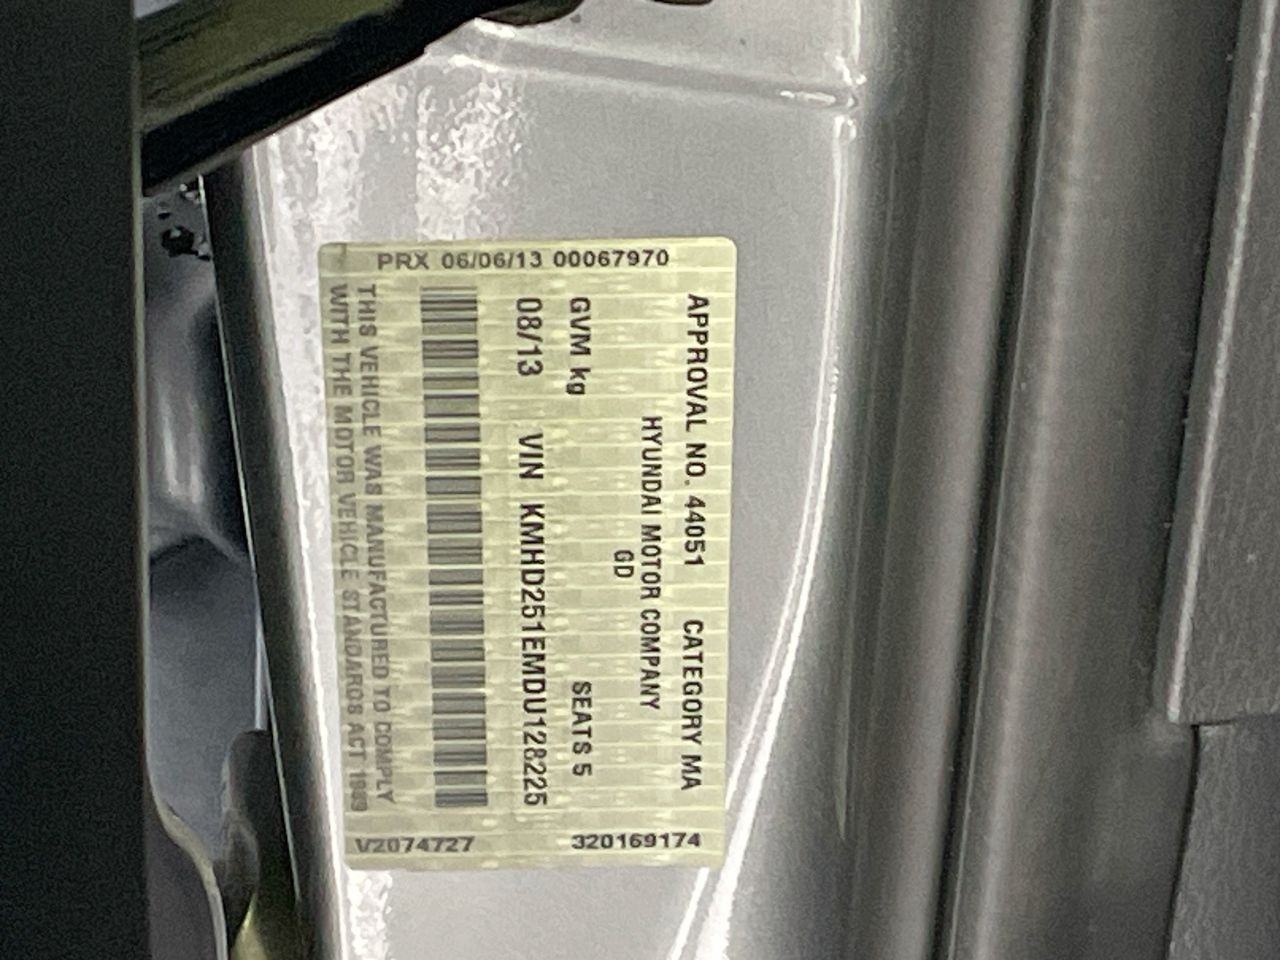 PRX 06/06/13 00067970
APPROVAL NO. 44051 CATEGORY MA
HYUNDAI MOTOR COMPANY
GD
GVM kg SEATS 5
08/13 VIN KMHD251EMDU128225
THIS VEHICLE WAS MANUFACTURED TO COMPLY
WITH THE MOTOR VEHICLE STANDARDS ACT 1989
V2074727
320169174